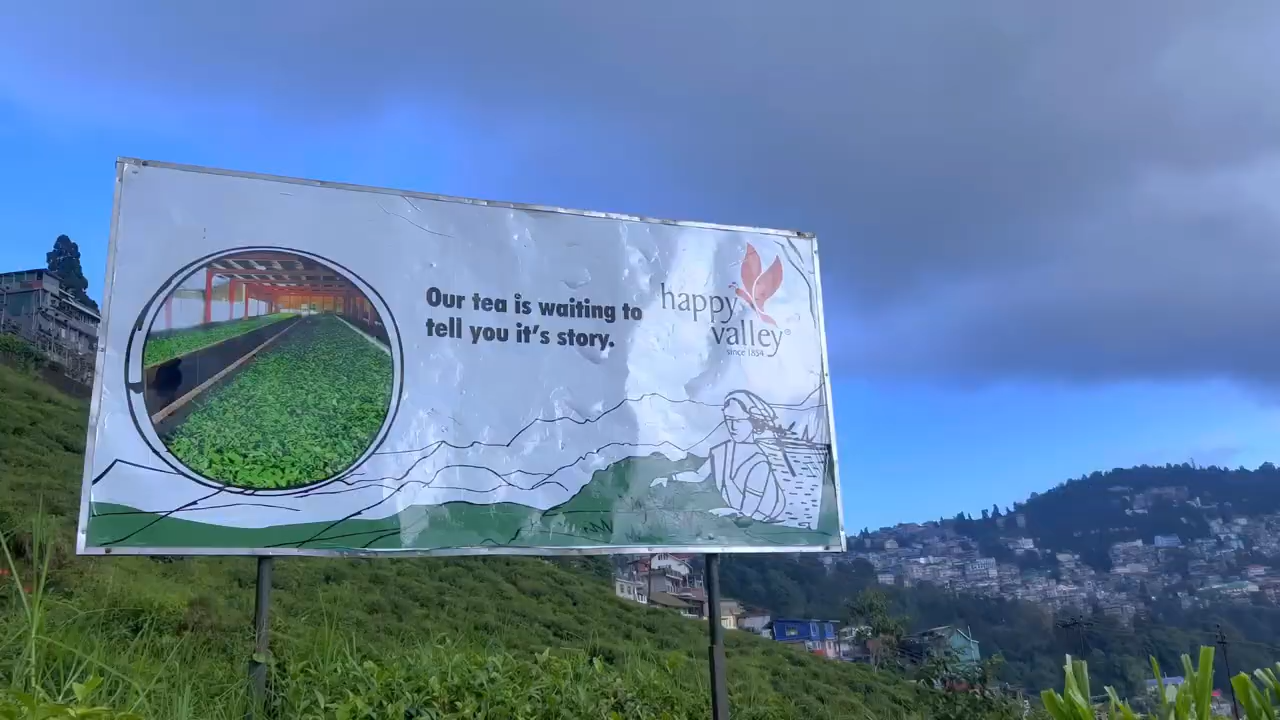 Our tea is waiting to
tell you it's story.
happy
valley®
since 1854